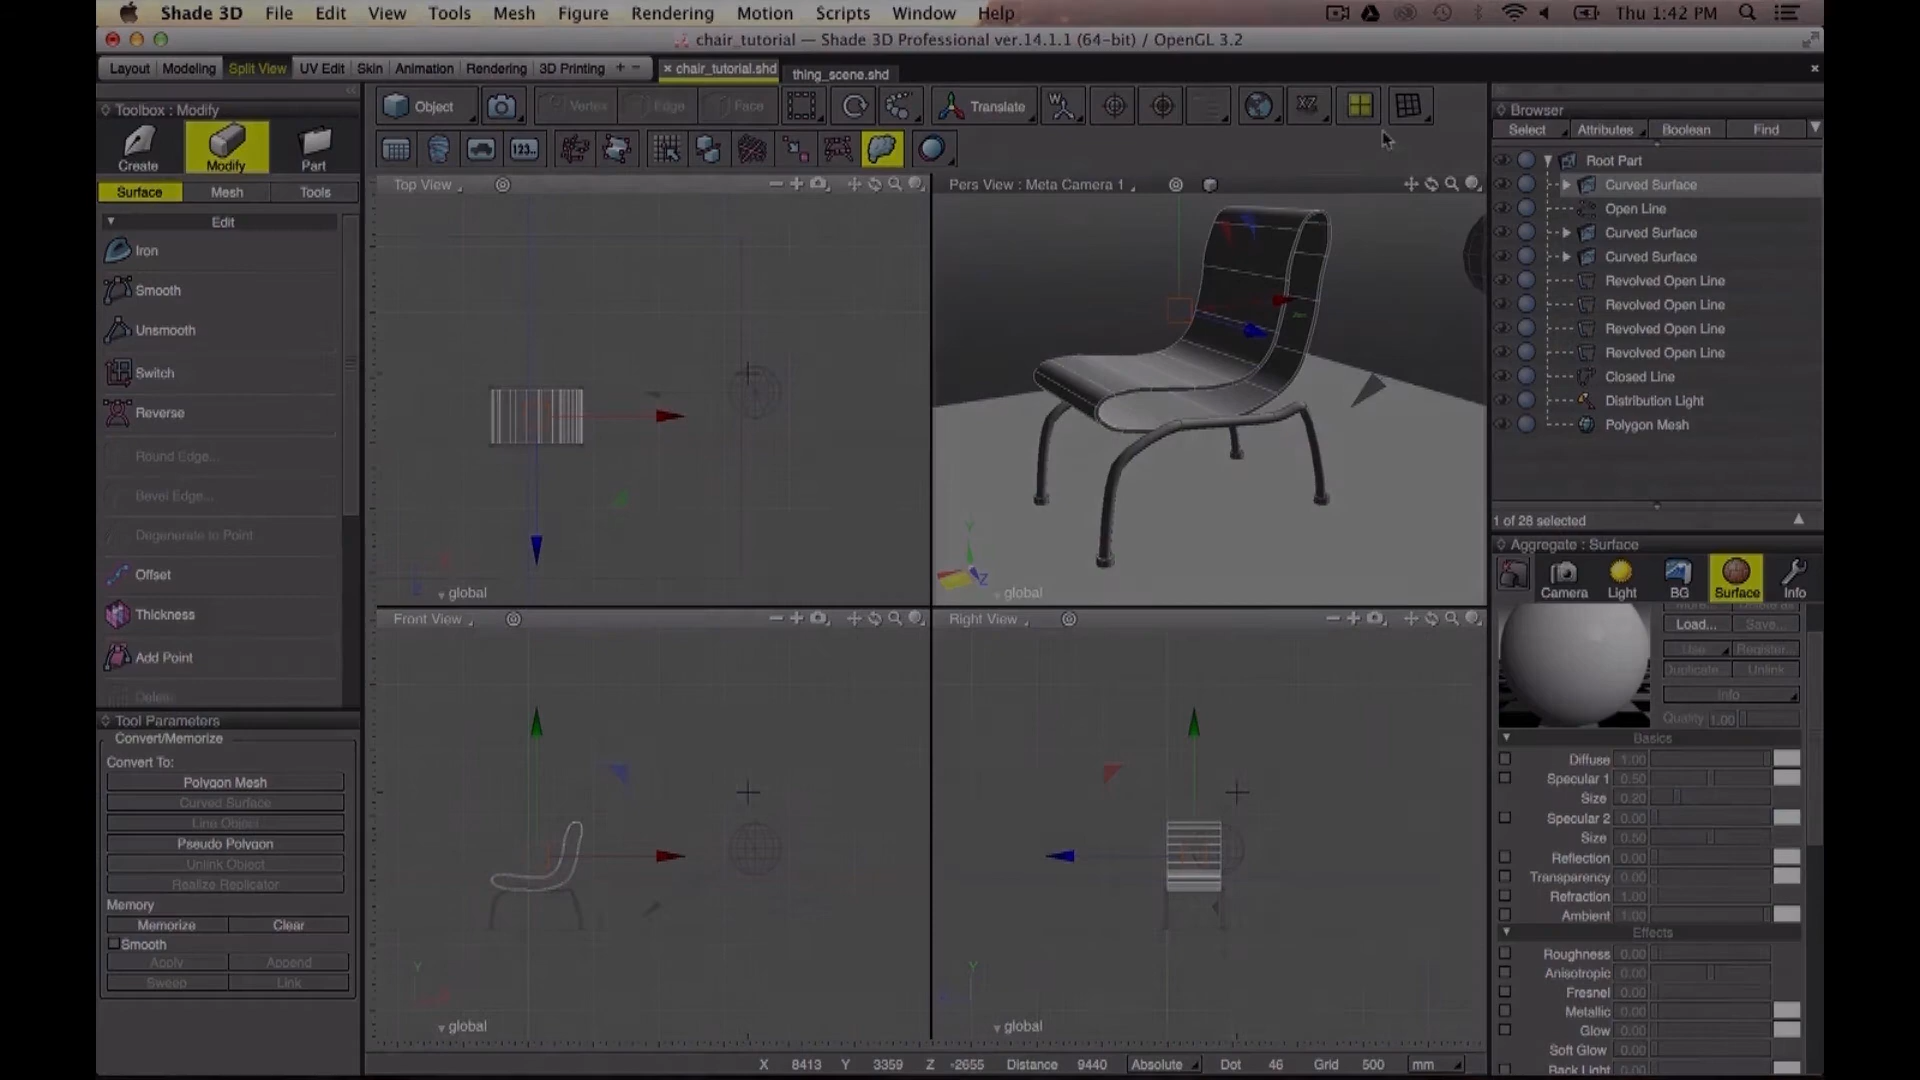 Shade 3D File Edit View Tools Mesh Figure Rendering Motion Scripts Window Help Thu 1:42 PM
chair_tutorial — Shade 3D Professional ver.14.1.1 (64-bit) / OpenGL 3.2
Layout Modeling Split View UV Edit Skin Animation Rendering 3D Printing + − × chair_tutorial.shd thing_scene.shd ×
Toolbox : Modify
Create Modify Part
Surface Mesh Tools
Edit
Iron
Smooth
Unsmooth
Switch
Reverse
Round Edge...
Bevel Edge...
Degenerate to Point
Offset
Thickness
Add Point
Delete
Tool Parameters
Convert/Memorize
Convert To:
Polygon Mesh
Curved Surface
Line Object
Pseudo Polygon
Unlink Object
Realize Replicator
Memory
Memorize Clear
Smooth
Apply Append
Sweep Link
Object Vertex Edge Face Translate W XZ
123..
Top View
global
Pers View : Meta Camera 1
Y
Z
global
Front View
Y
global
Right View
Y
global
X 8413 Y 3359 Z -2655 Distance 9440 Absolute Dot 46 Grid 500 mm
Browser
Select Attributes Boolean Find
Root Part
Curved Surface
Open Line
Curved Surface
Curved Surface
Revolved Open Line
Revolved Open Line
Revolved Open Line
Revolved Open Line
Closed Line
Distribution Light
Polygon Mesh
1 of 28 selected
Aggregate : Surface
Camera Light BG Surface Info
Load... Save...
Use Register...
Duplicate Unlink
Info
Quality 1.00
Basics
Diffuse 1.00
Specular 1 0.50
Size 0.20
Specular 2 0.00
Size 0.50
Reflection 0.00
Transparency 0.00
Refraction 0.00
Ambient 1.00
Effects
Roughness 0.00
Anisotropic 0.00
Fresnel 0.00
Metallic 0.00
Glow 0.00
Soft Glow 0.00
Back Light 0.00